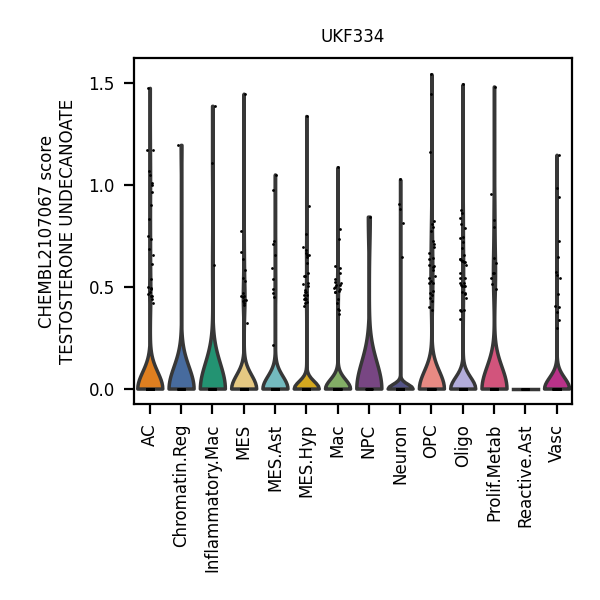 UKF334
CHEMBL2107067 score
TESTOSTERONE UNDECANOATE
1.5
1.0
0.5
0.0
AC
Chromatin.Reg
Inflammatory.Mac
MES
MES.Ast
MES.Hyp
Mac
NPC
Neuron
OPC
Oligo
Prolif.Metab
Reactive.Ast
Vasc